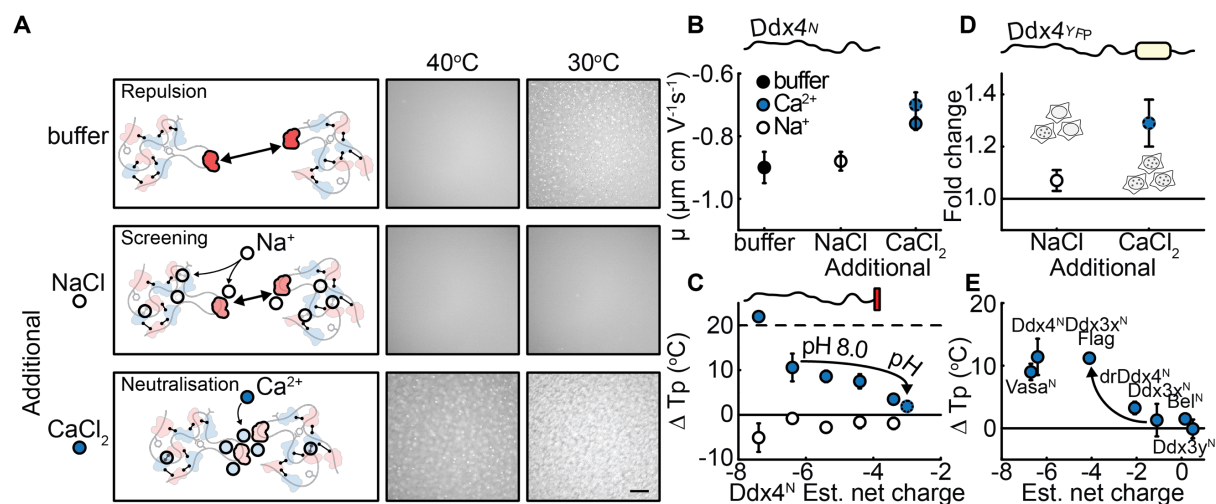 A
40°C
30°C
buffer
Repulsion
Additional
NaCl
Screening
Na⁺
CaCl₂
Neutralisation
Ca²⁺
B
Ddx4ᴺ
μ (μm cm V⁻¹s⁻¹)
-0.6
-0.8
-1.0
buffer
Ca²⁺
Na⁺
buffer
NaCl
CaCl₂
Additional
C
Δ Tp (°C)
20
10
0
-10
pH 8.0
pH
-8
-6
-4
-2
Ddx4ᴺ Est. net charge
D
Ddx4ʸᶠᴾ
Fold change
1.4
1.2
1.0
NaCl
CaCl₂
Additional
E
Δ Tp (°C)
20
10
0
Ddx4ᴺ
Ddx3xᴺ
Flag
Vasaᴺ
drDdx4ᴺ
Ddx3xᴺ
Belᴺ
Ddx3yᴺ
-8
-6
-4
-2
0
Est. net charge